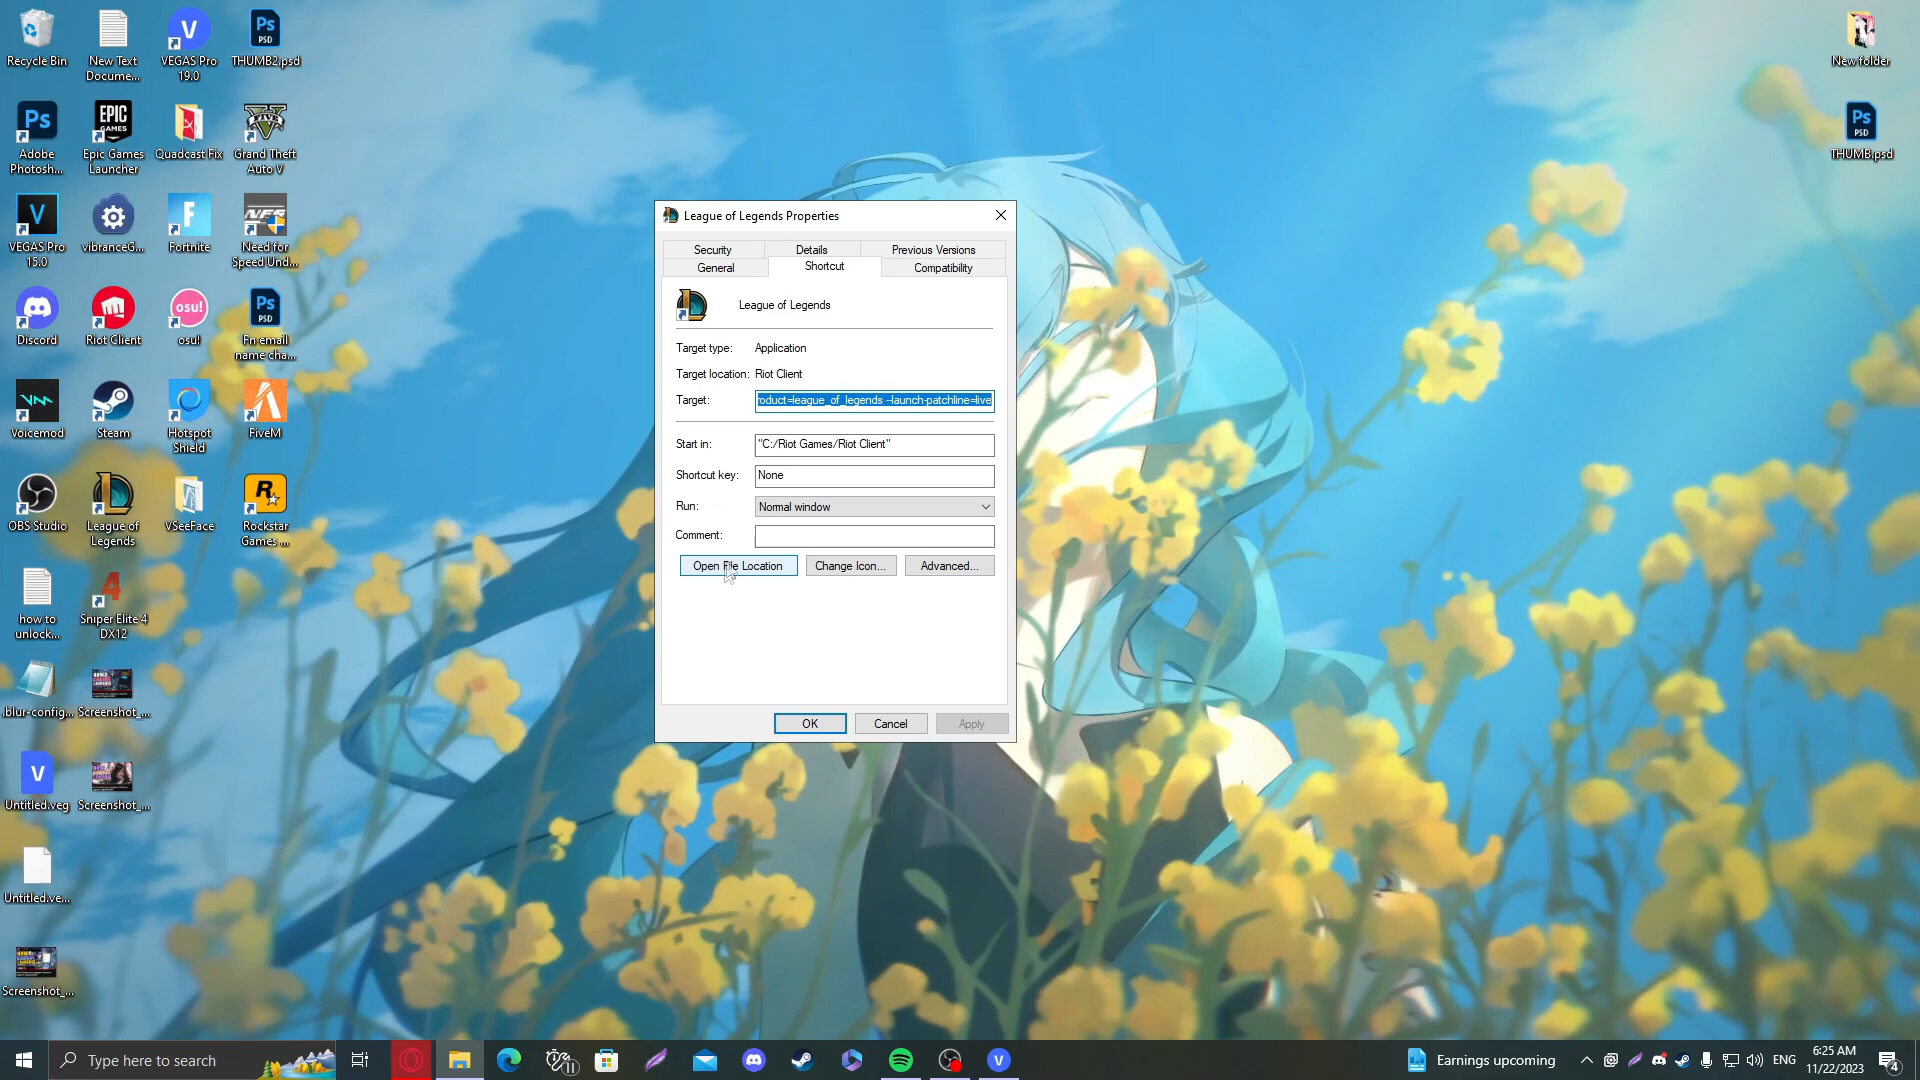 Recycle Bin
New Text
Docume...
VEGAS Pro
19.0
THUMB2.psd
New folder
Adobe
Photosh...
Epic Games
Launcher
Quadcast Fix
Grand Theft
Auto V
THUMB.psd
VEGAS Pro
15.0
vibranceG...
Fortnite
Need for
Speed Und...
Discord
Riot Client
osu!
Fn email
name cha...
Voicemod
Steam
Hotspot
Shield
FiveM
OBS Studio
League of
Legends
VSeeFace
Rockstar
Games ...
how to
unlock...
Sniper Elite 4
DX12
.blur-config...
Screenshot_...
Untitled.veg
Screenshot_...
Untitled.ve...
Screenshot_...
League of Legends Properties
Security
Details
Previous Versions
General
Shortcut
Compatibility
League of Legends
Target type: Application
Target location: Riot Client
Target: roduct=league_of_legends --launch-patchline=live
Start in: "C:/Riot Games/Riot Client"
Shortcut key: None
Run: Normal window
Comment:
Open File Location
Change Icon...
Advanced...
OK
Cancel
Apply
Type here to search
Earnings upcoming
ENG
6:25 AM
11/22/2023
4